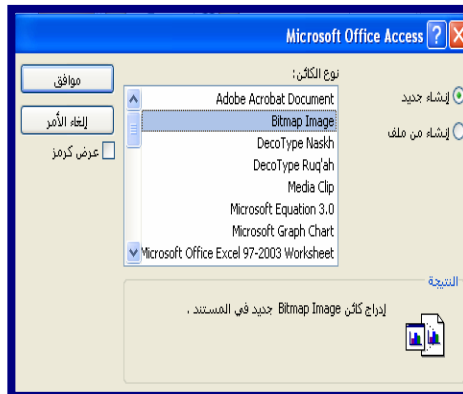 Microsoft Office Access
نوع الكائن:
إنشاء جديد
إنشاء من ملف
Adobe Acrobat Document
Bitmap Image
DecoType Naskh
DecoType Ruq'ah
Media Clip
Microsoft Equation 3.0
Microsoft Graph Chart
Microsoft Office Excel 97-2003 Worksheet
موافق
إلغاء الأمر
عرض كرمز
النتيجة
إدراج كائن Bitmap Image جديد في المستند .